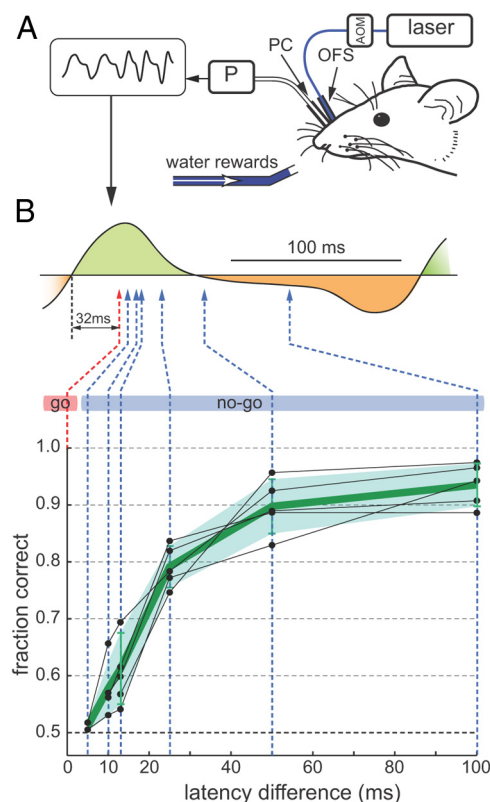 A
laser
AOM
PC
OFS
P
water rewards
B
100 ms
32ms
go
no-go
1.0
0.9
0.8
0.7
0.6
0.5
fraction correct
0
10
20
40
60
80
100
latency difference (ms)